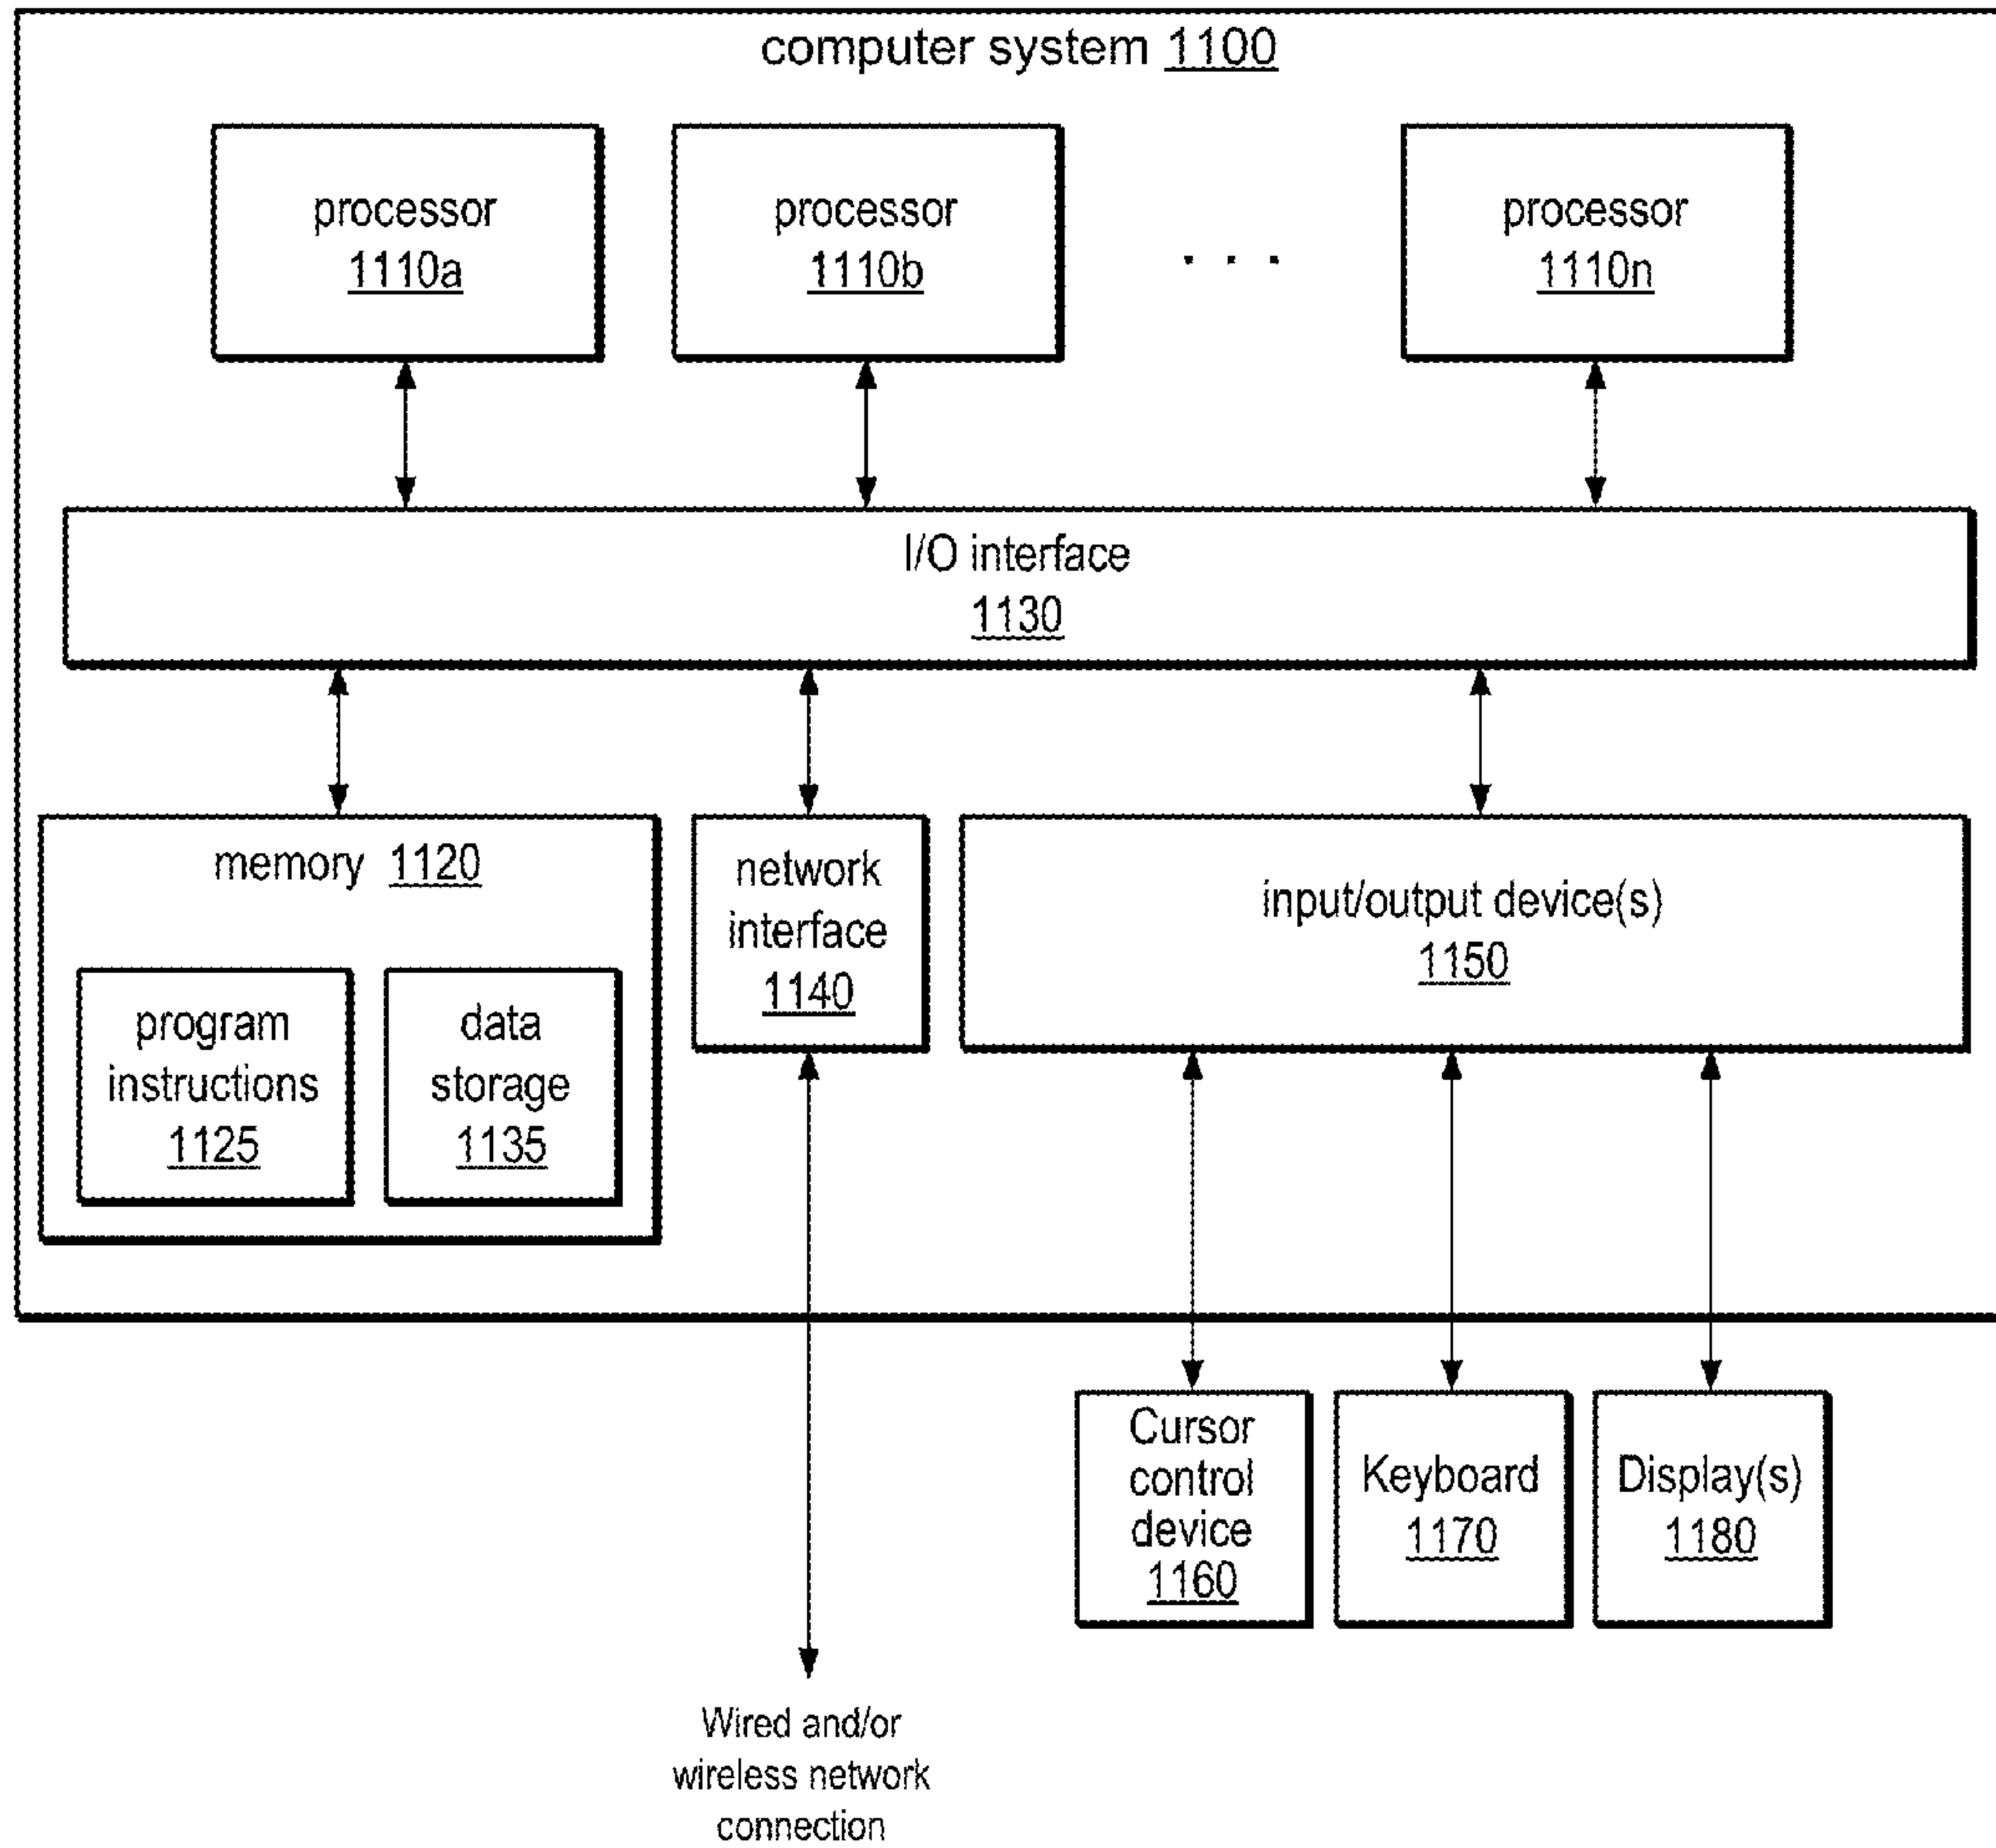 computer system 1100
processor
1110a
processor
1110b
. . .
processor
1110n
I/O interface
1130
memory 1120
program
instructions
1125
data
storage
1135
network
interface
1140
input/output device(s)
1150
Cursor
control
device
1160
Keyboard
1170
Display(s)
1180
Wired and/or
wireless network
connection